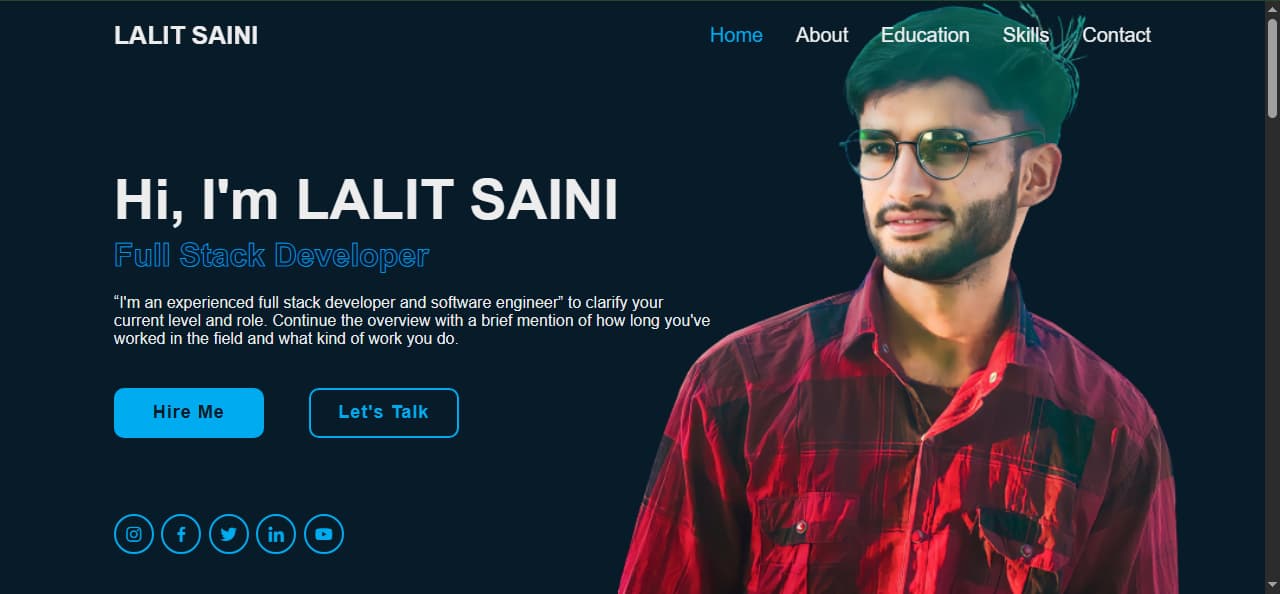 LALIT SAINI
Home About Education Skills Contact
Hi, I'm LALIT SAINI
Full Stack Developer
“I'm an experienced full stack developer and software engineer” to clarify your
current level and role. Continue the overview with a brief mention of how long you've
worked in the field and what kind of work you do.
Hire Me Let's Talk